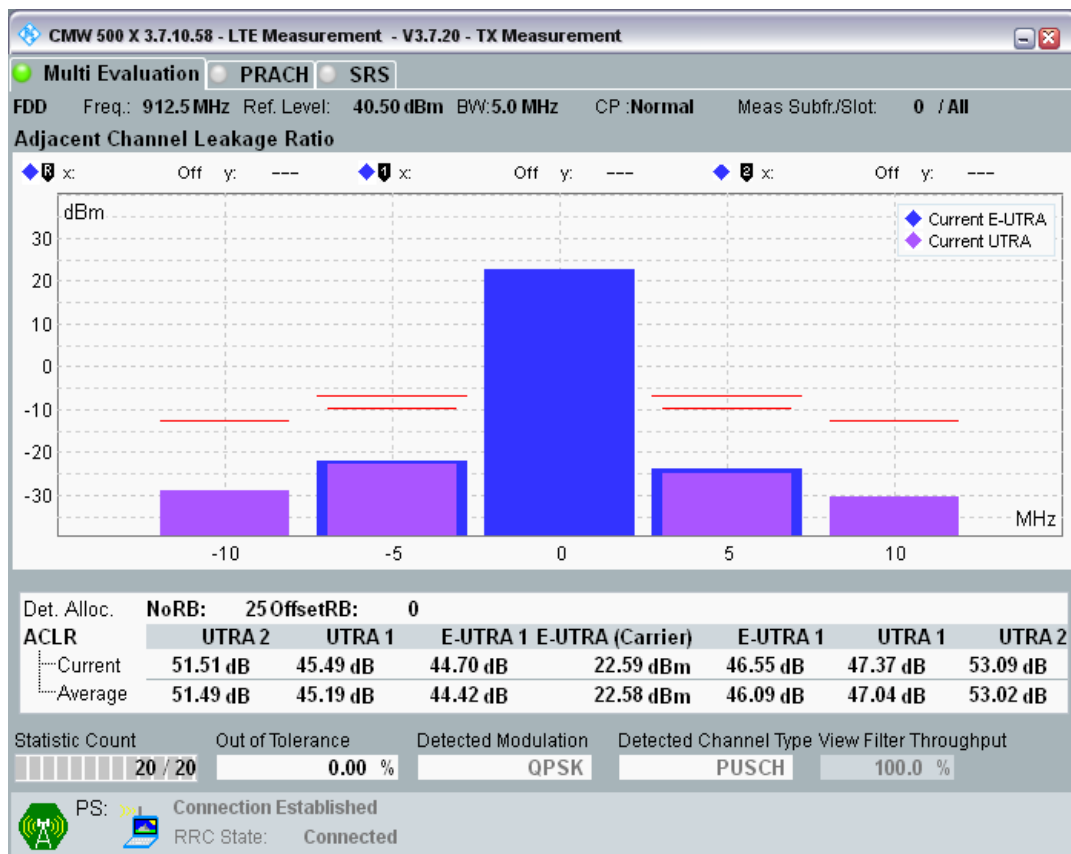 CMW 500 X 3.7.10.58 - LTE Measurement - V3.7.20 - TX Measurement
Multi Evaluation PRACH SRS
FDD Freq.: 912.5 MHz Ref. Level: 40.50 dBm BW:5.0 MHz CP :Normal Meas Subfr./Slot: 0 / All
Adjacent Channel Leakage Ratio
R x: Off y: --- 1 x: Off y: --- 2 x: Off y: ---
dBm
Current E-UTRA
Current UTRA
30
20
10
0
-10
-20
-30
MHz
-10 -5 0 5 10
Det. Alloc. NoRB: 25 OffsetRB: 0
ACLR UTRA 2 UTRA 1 E-UTRA 1 E-UTRA (Carrier) E-UTRA 1 UTRA 1 UTRA 2
Current 51.51 dB 45.49 dB 44.70 dB 22.59 dBm 46.55 dB 47.37 dB 53.09 dB
Average 51.49 dB 45.19 dB 44.42 dB 22.58 dBm 46.09 dB 47.04 dB 53.02 dB
Statistic Count Out of Tolerance Detected Modulation Detected Channel Type View Filter Throughput
20 / 20 0.00 % QPSK PUSCH 100.0 %
PS: Connection Established
RRC State: Connected